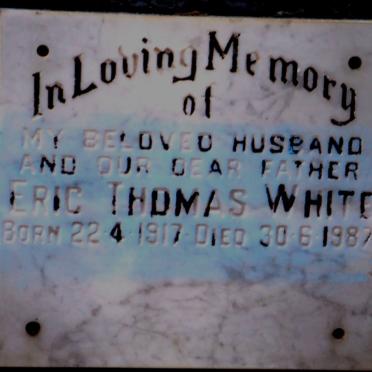 In Loving Memory
of
MY BELOVED HUSBAND
AND OUR DEAR FATHER
ERIC THOMAS WHITE
BORN 22 4 1917 DIED 30 6 1987